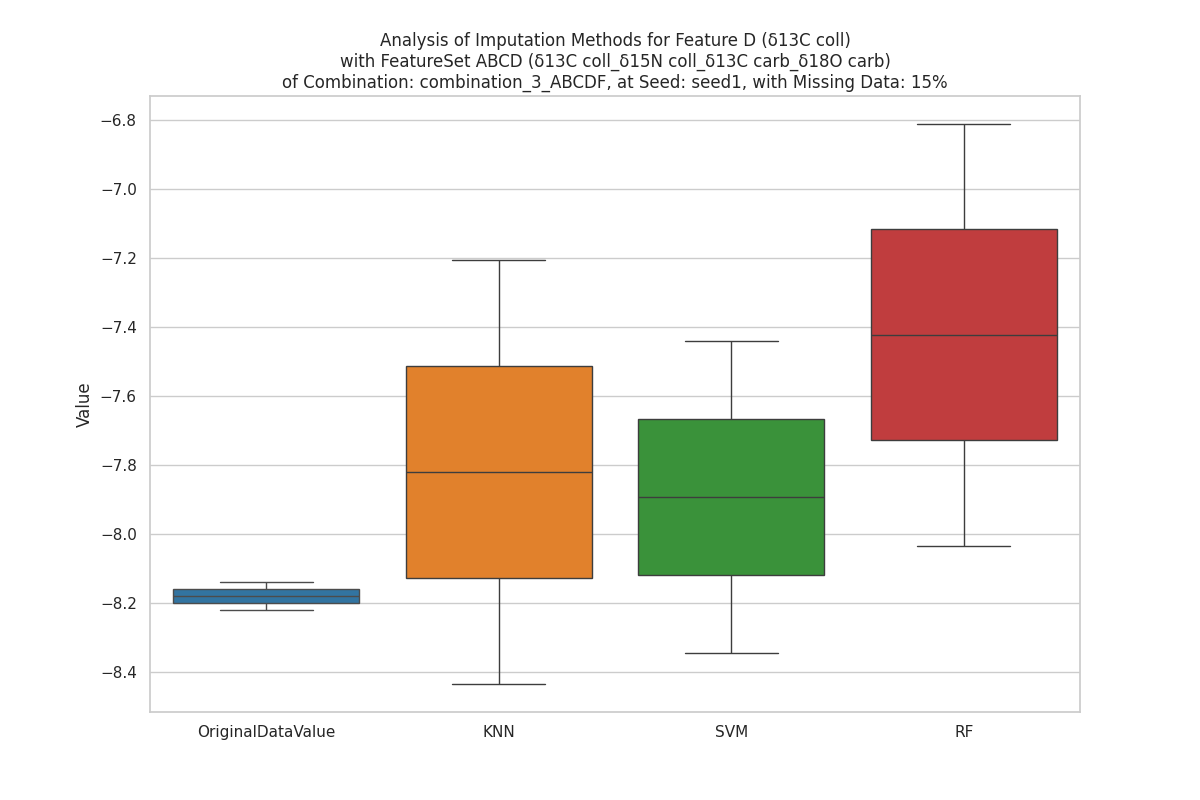 Analysis of Imputation Methods for Feature D (δ13C coll)
with FeatureSet ABCD (δ13C coll_δ15N coll_δ13C carb_δ18O carb)
of Combination: combination_3_ABCDF, at Seed: seed1, with Missing Data: 15%
−6.8
−7.0
−7.2
−7.4
−7.6
−7.8
−8.0
−8.2
−8.4
Value
OriginalDataValue KNN SVM RF